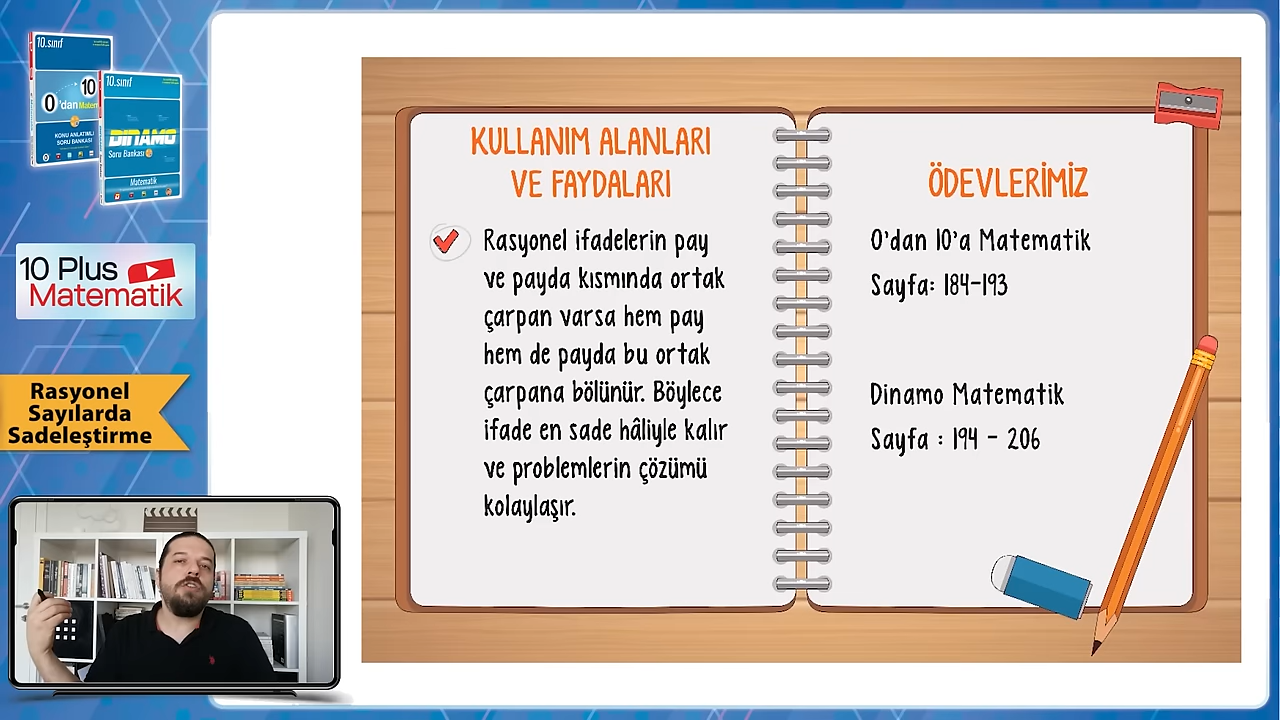 10.sınıf
0'dan 10 Matem
KONU ANLATIMLI
SORU BANKASI
10.sınıf
DİNAMO
Soru Bankası
Matematik
10 Plus
Matematik
Rasyonel
Sayılarda
Sadeleştirme
KULLANIM ALANLARI
VE FAYDALARI
Rasyonel ifadelerin pay
ve payda kısmında ortak
çarpan varsa hem pay
hem de payda bu ortak
çarpana bölünür. Böylece
ifade en sade hâliyle kalır
ve problemlerin çözümü
kolaylaşır.
ÖDEVLERİMİZ
0'dan 10'a Matematik
Sayfa: 184-193
Dinamo Matematik
Sayfa : 194 - 206